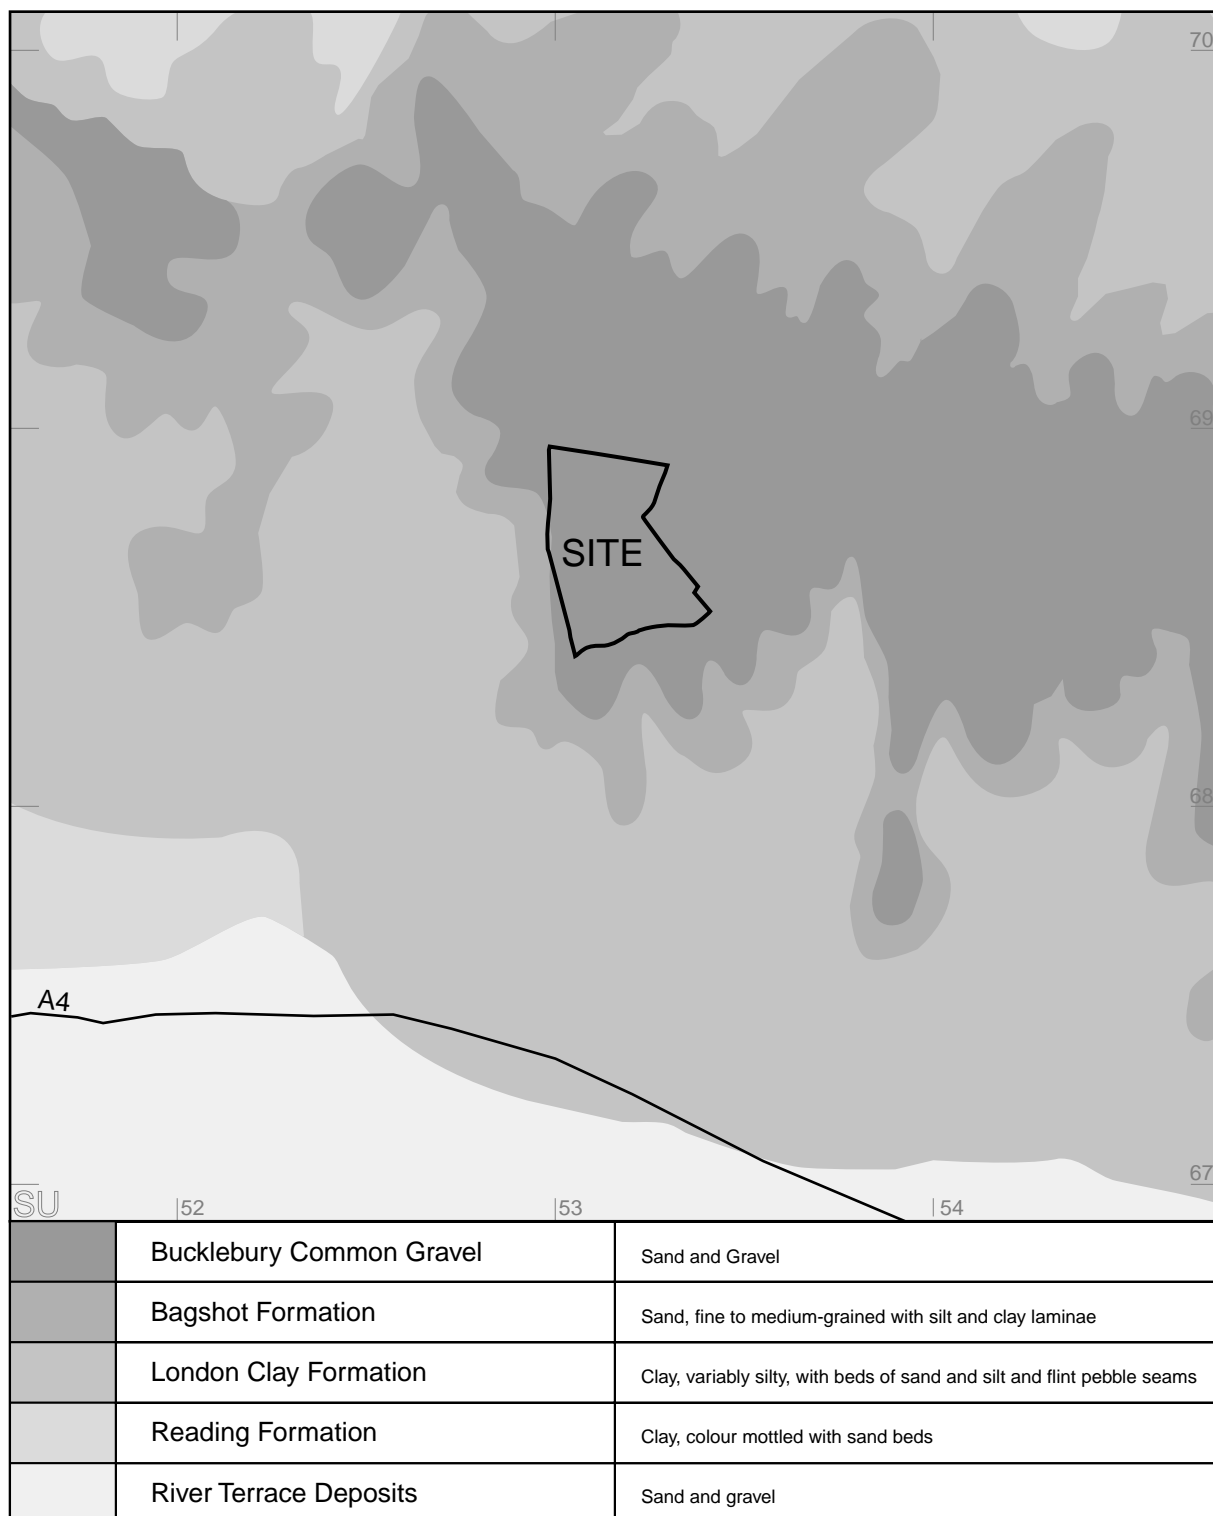 70
69
SITE
68
A4
67
SU
52
53
54
Bucklebury Common Gravel
Sand and Gravel
Bagshot Formation
Sand, fine to medium-grained with silt and clay laminae
London Clay Formation
Clay, variably silty, with beds of sand and silt and flint pebble seams
Reading Formation
Clay, colour mottled with sand beds
River Terrace Deposits
Sand and gravel